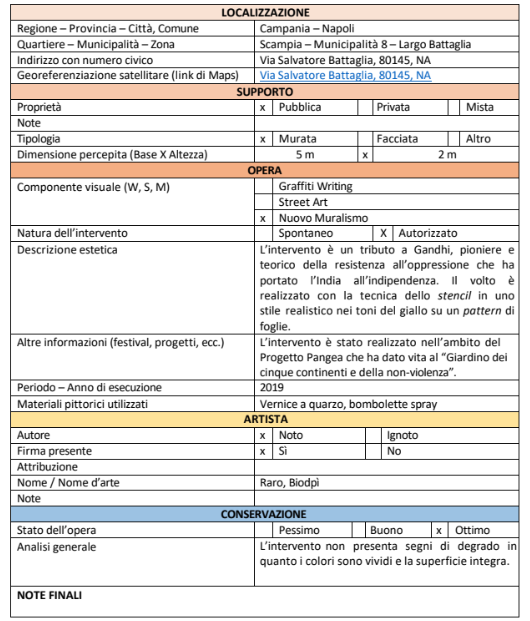 LOCALIZZAZIONE
Regione – Provincia – Città, Comune Campania – Napoli
Quartiere – Municipalità – Zona Scampia – Municipalità 8 – Largo Battaglia
Indirizzo con numero civico Via Salvatore Battaglia, 80145, NA
Georeferenziazione satellitare (link di Maps) Via Salvatore Battaglia, 80145, NA
SUPPORTO
Proprietà x Pubblica Privata Mista
Note
Tipologia x Murata Facciata Altro
Dimensione percepita (Base X Altezza) 5 m x 2 m
OPERA
Componente visuale (W, S, M) Graffiti Writing
Street Art
x Nuovo Muralismo
Natura dell'intervento Spontaneo X Autorizzato
Descrizione estetica L'intervento è un tributo a Gandhi, pioniere e
teorico della resistenza all'oppressione che ha
portato l'India all'indipendenza. Il volto è
realizzato con la tecnica dello stencil in uno
stile realistico nei toni del giallo su un pattern di
foglie.
Altre informazioni (festival, progetti, ecc.) L'intervento è stato realizzato nell'ambito del
Progetto Pangea che ha dato vita al "Giardino dei
cinque continenti e della non-violenza".
Periodo – Anno di esecuzione 2019
Materiali pittorici utilizzati Vernice a quarzo, bombolette spray
ARTISTA
Autore x Noto Ignoto
Firma presente x Sì No
Attribuzione
Nome / Nome d'arte Raro, Biodpì
Note
CONSERVAZIONE
Stato dell'opera Pessimo Buono x Ottimo
Analisi generale L'intervento non presenta segni di degrado in
quanto i colori sono vividi e la superficie integra.
NOTE FINALI